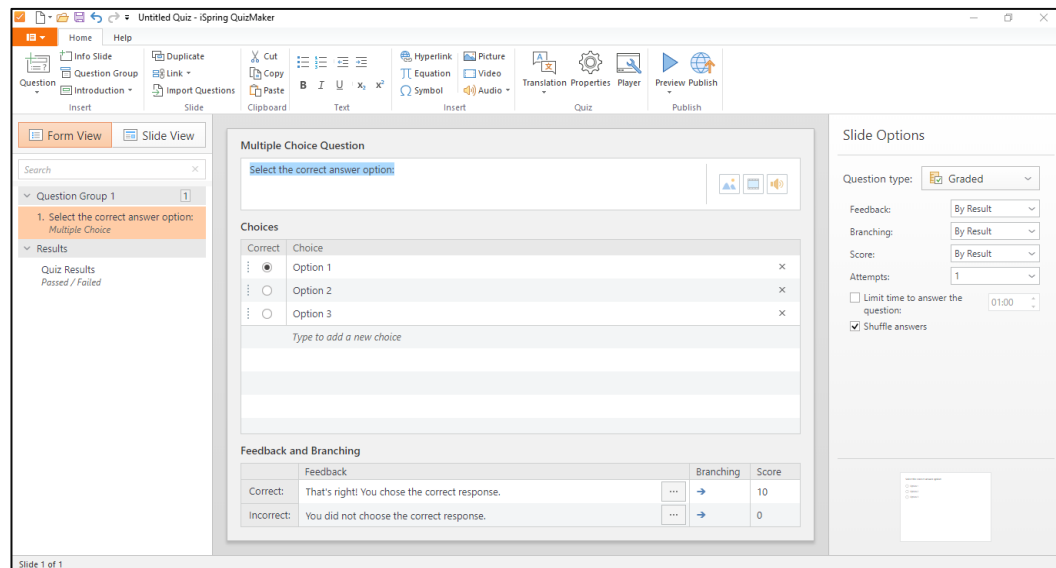 Untitled Quiz - iSpring QuizMaker
Home Help
Question
Info Slide
Question Group
Introduction
Insert
Duplicate
Link
Import Questions
Slide
Cut
Copy
Paste
Clipboard
B I U X₂ X²
Text
Hyperlink
Equation
Symbol
Picture
Video
Audio
Insert
Translation Properties Player
Quiz
Preview Publish
Publish
Form View Slide View
Search
Question Group 1 1
1. Select the correct answer option:
Multiple Choice
Results
Quiz Results
Passed / Failed
Multiple Choice Question
Select the correct answer option:
Choices
Correct Choice
Option 1
Option 2
Option 3
Type to add a new choice
Feedback and Branching
Feedback Branching Score
Correct: That's right! You chose the correct response. ... 10
Incorrect: You did not choose the correct response. ... 0
Slide Options
Question type: Graded
Feedback: By Result
Branching: By Result
Score: By Result
Attempts: 1
Limit time to answer the
question: 01:00
Shuffle answers
Slide 1 of 1